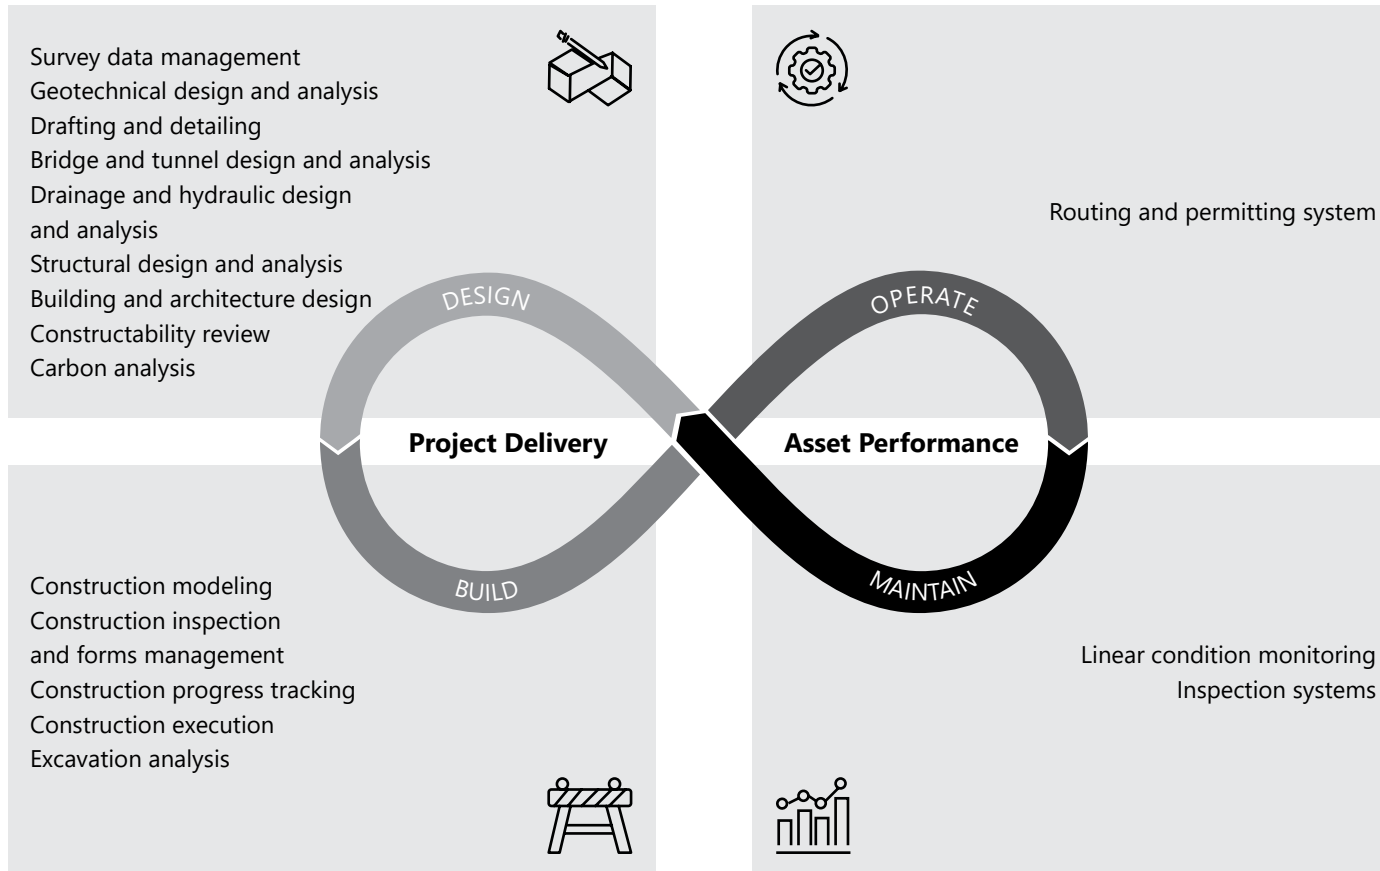 Survey data management
Geotechnical design and analysis
Drafting and detailing
Bridge and tunnel design and analysis
Drainage and hydraulic design
and analysis
Structural design and analysis
Building and architecture design
Constructability review
Carbon analysis
Routing and permitting system
DESIGN
OPERATE
Project Delivery
Asset Performance
BUILD
MAINTAIN
Construction modeling
Construction inspection
and forms management
Construction progress tracking
Construction execution
Excavation analysis
Linear condition monitoring
Inspection systems